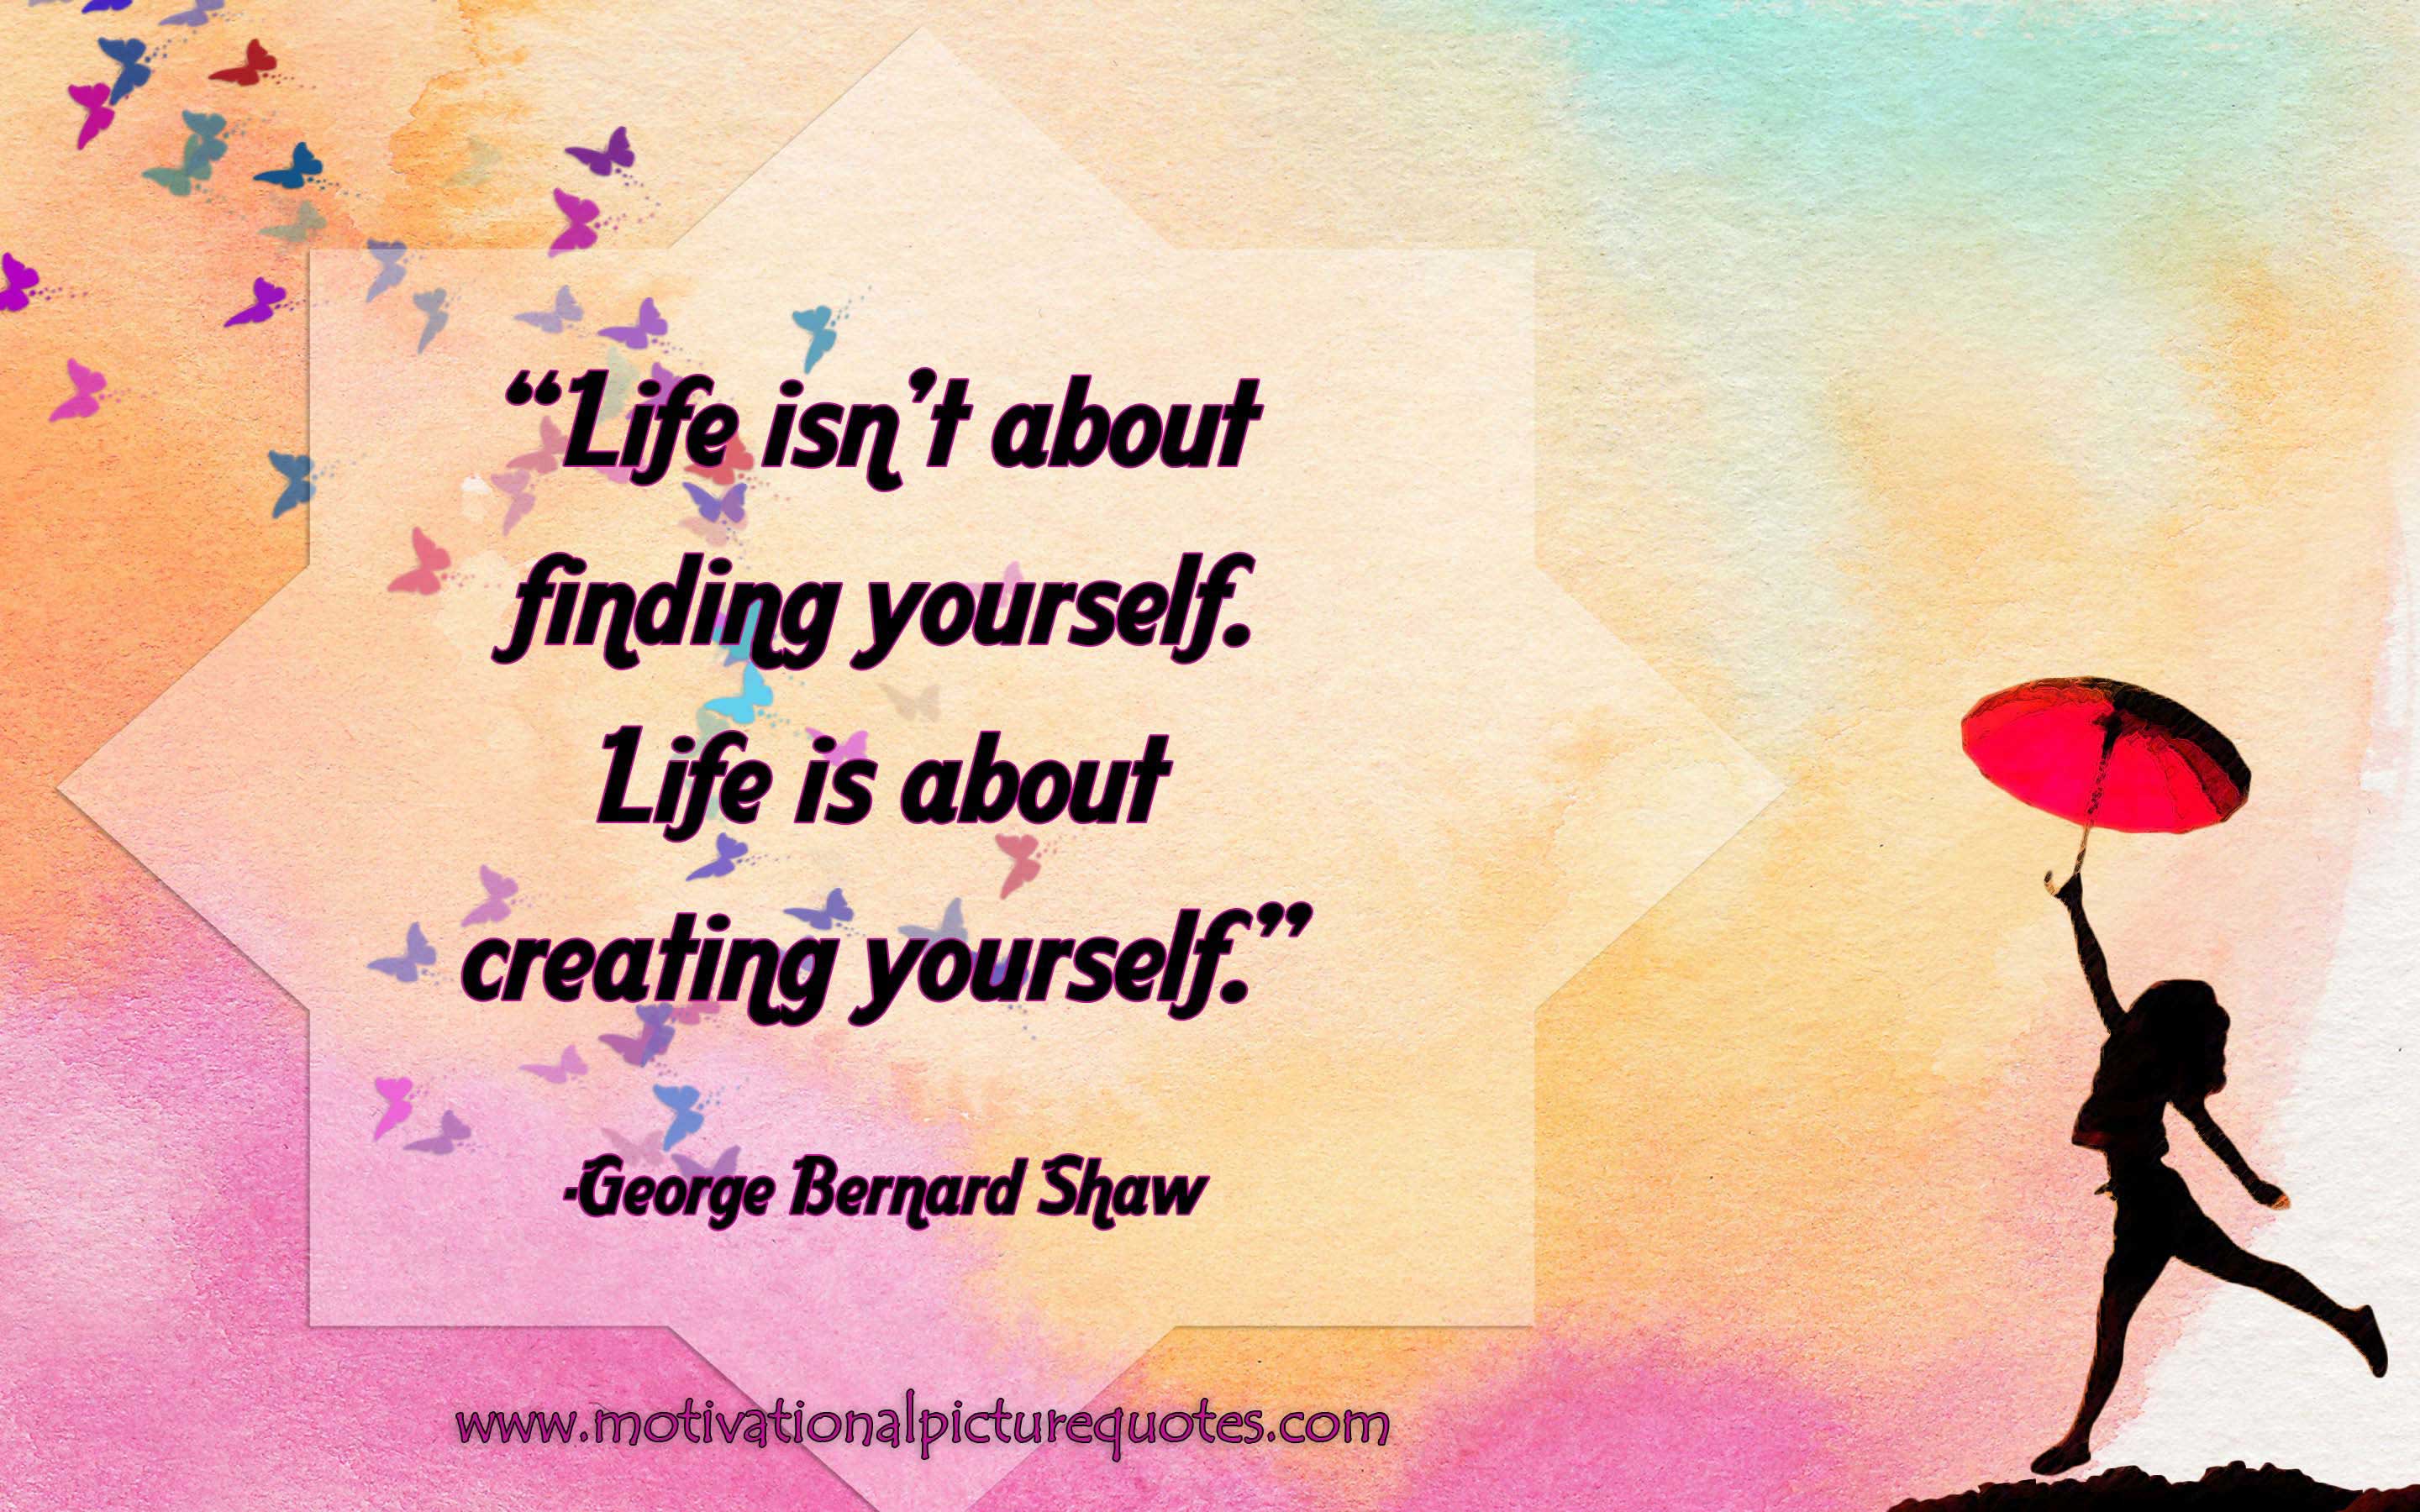 “Life isn’t about
finding yourself.
Life is about
creating yourself.”
-George Bernard Shaw
www.motivationalpicturequotes.com